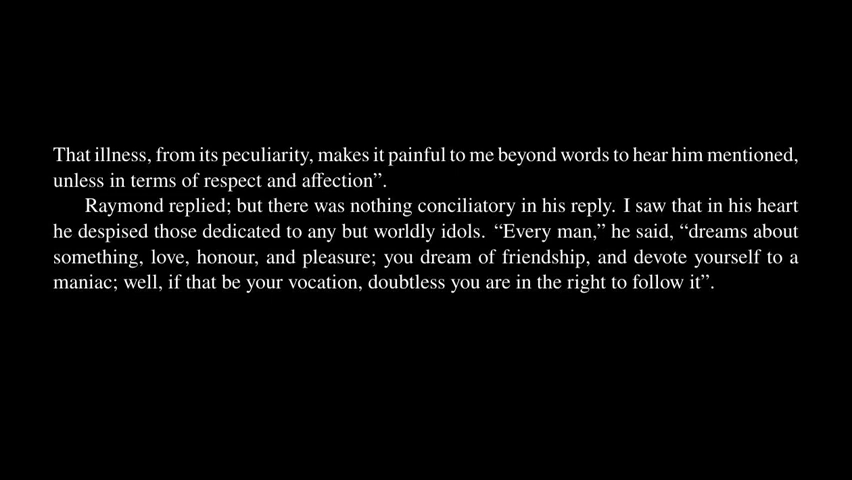 That illness, from its peculiarity, makes it painful to me beyond words to hear him mentioned,
unless in terms of respect and affection”.
Raymond replied; but there was nothing conciliatory in his reply. I saw that in his heart
he despised those dedicated to any but worldly idols. “Every man,” he said, “dreams about
something, love, honour, and pleasure; you dream of friendship, and devote yourself to a
maniac; well, if that be your vocation, doubtless you are in the right to follow it”.